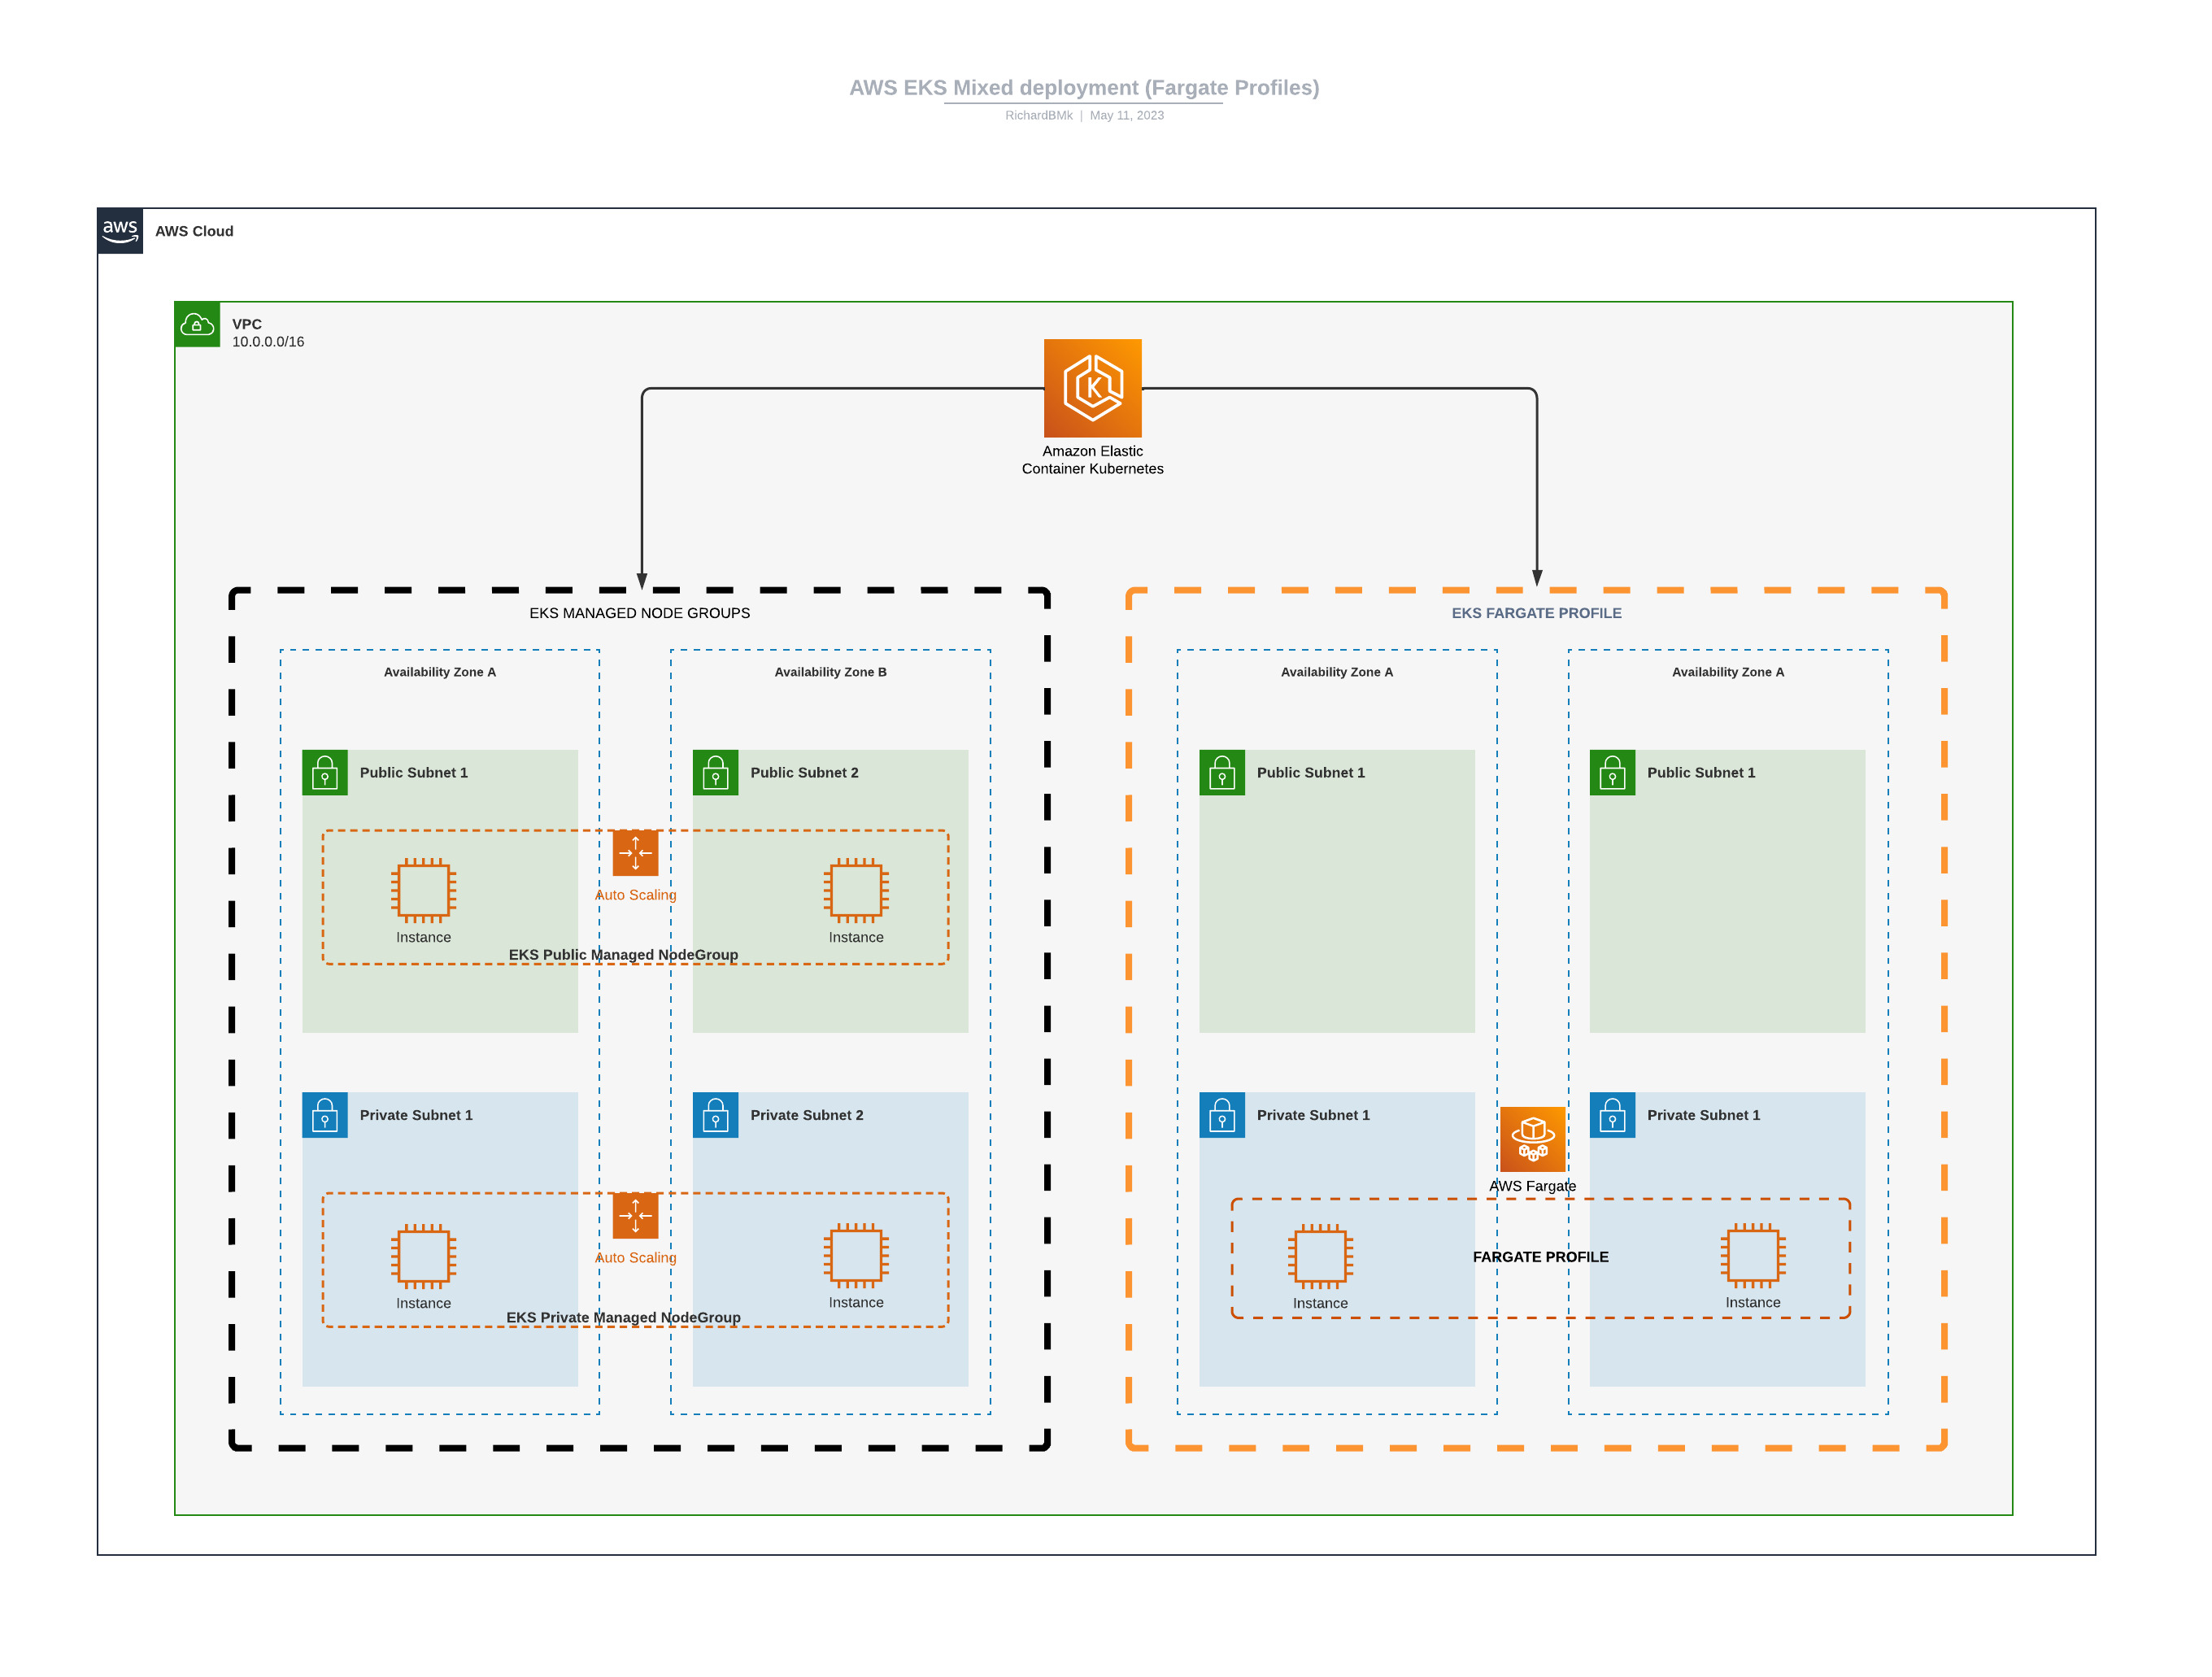 AWS EKS Mixed deployment (Fargate Profiles)
RichardBMk | May 11, 2023
aws
AWS Cloud
VPC
10.0.0.0/16
K
Amazon Elastic
Container Kubernetes
EKS MANAGED NODE GROUPS
Availability Zone A
Availability Zone B
Public Subnet 1
Public Subnet 2
Auto Scaling
Instance
Instance
EKS Public Managed NodeGroup
Private Subnet 1
Private Subnet 2
Auto Scaling
Instance
Instance
EKS Private Managed NodeGroup
EKS FARGATE PROFILE
Availability Zone A
Availability Zone A
Public Subnet 1
Public Subnet 1
Private Subnet 1
Private Subnet 1
AWS Fargate
FARGATE PROFILE
Instance
Instance